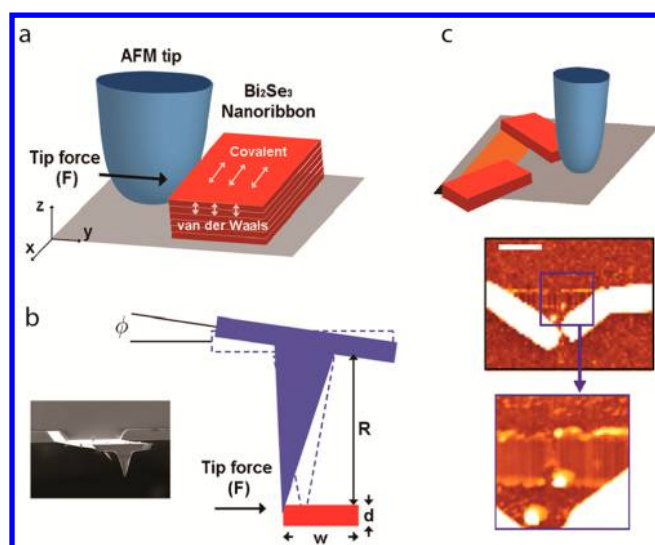 a
AFM tip
Bi₂Se₃
Nanoribbon
Tip force
(F)
Covalent
van der Waals
z
y
x
b
ϕ
R
Tip force
(F)
d
w
c